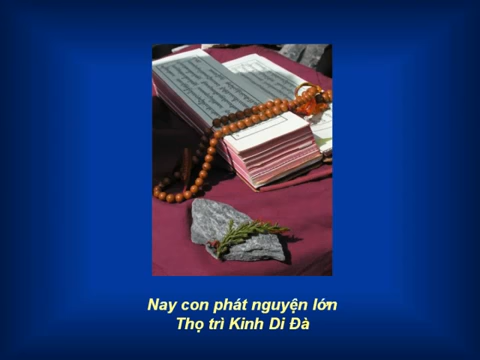 Nay con phát nguyện lớn
Thọ trì Kinh Di Đà